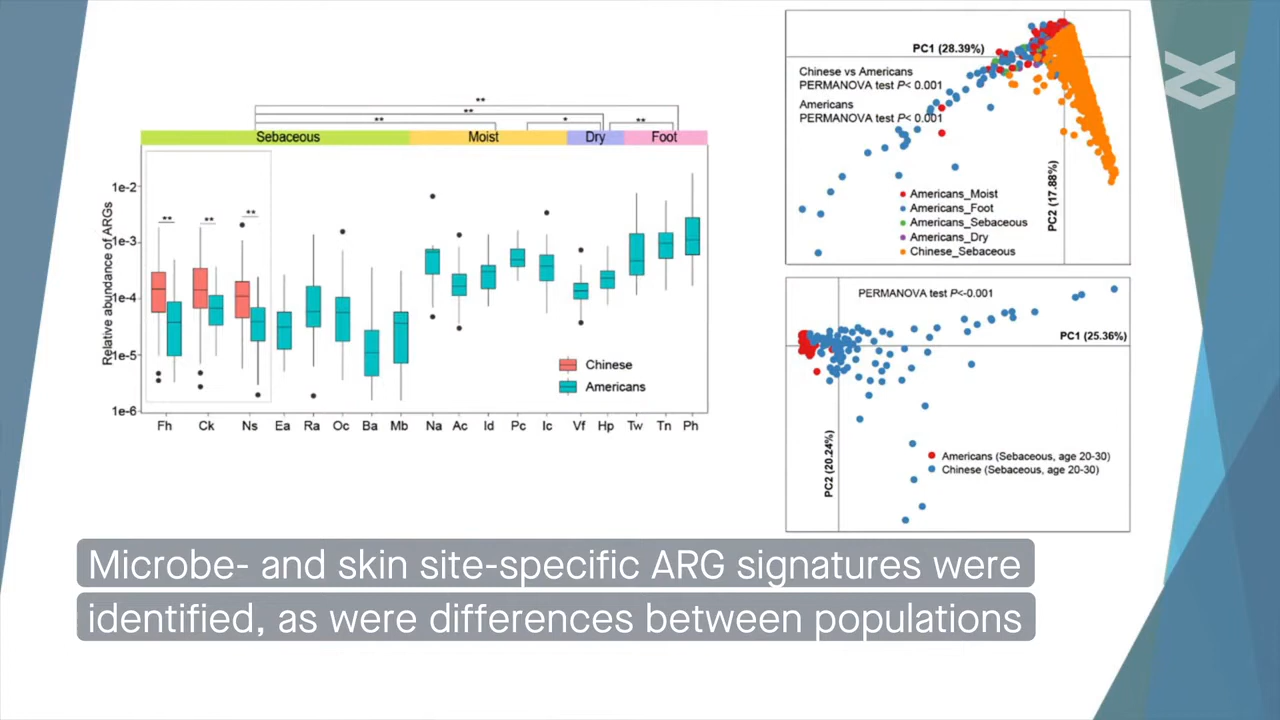 **
**
**
*
**
Sebaceous
Moist
Dry
Foot
Relative abundance of ARGs
1e-2
1e-3
1e-4
1e-5
1e-6
**
**
**
Chinese
Americans
Fh Ck Ns Ea Ra Oc Ba Mb Na Ac Id Pc Ic Vf Hp Tw Tn Ph
PC1 (28.39%)
Chinese vs Americans
PERMANOVA test P< 0.001
Americans
PERMANOVA test P< 0.001
PC2 (17.88%)
Americans_Moist
Americans_Foot
Americans_Sebaceous
Americans_Dry
Chinese_Sebaceous
PERMANOVA test P<-0.001
PC1 (25.36%)
PC2 (20.24%)
Americans (Sebaceous, age 20-30)
Chinese (Sebaceous, age 20-30)
Microbe- and skin site-specific ARG signatures were
identified, as were differences between populations